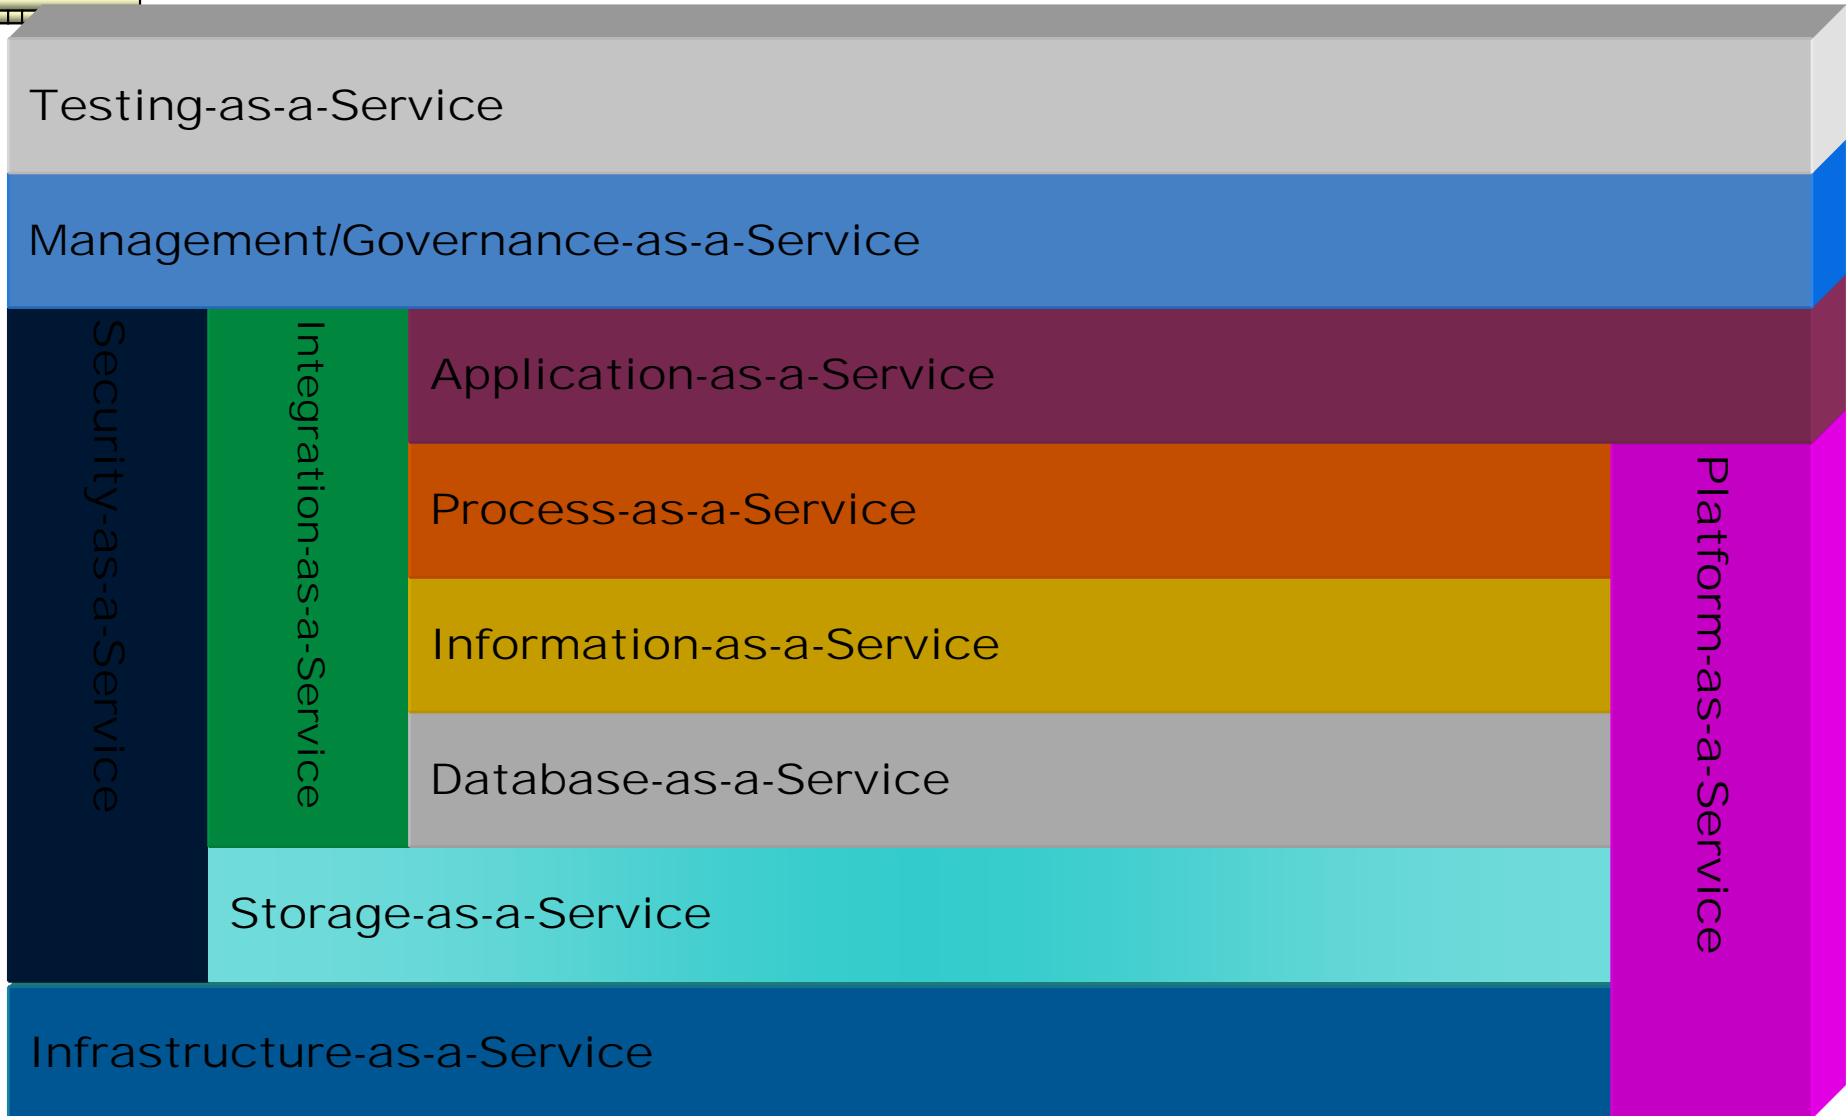 Testing-as-a-Service
Management/Governance-as-a-Service
Security-as-a-Service
Integration-as-a-Service
Application-as-a-Service
Process-as-a-Service
Information-as-a-Service
Database-as-a-Service
Platform-as-a-Service
Storage-as-a-Service
Infrastructure-as-a-Service